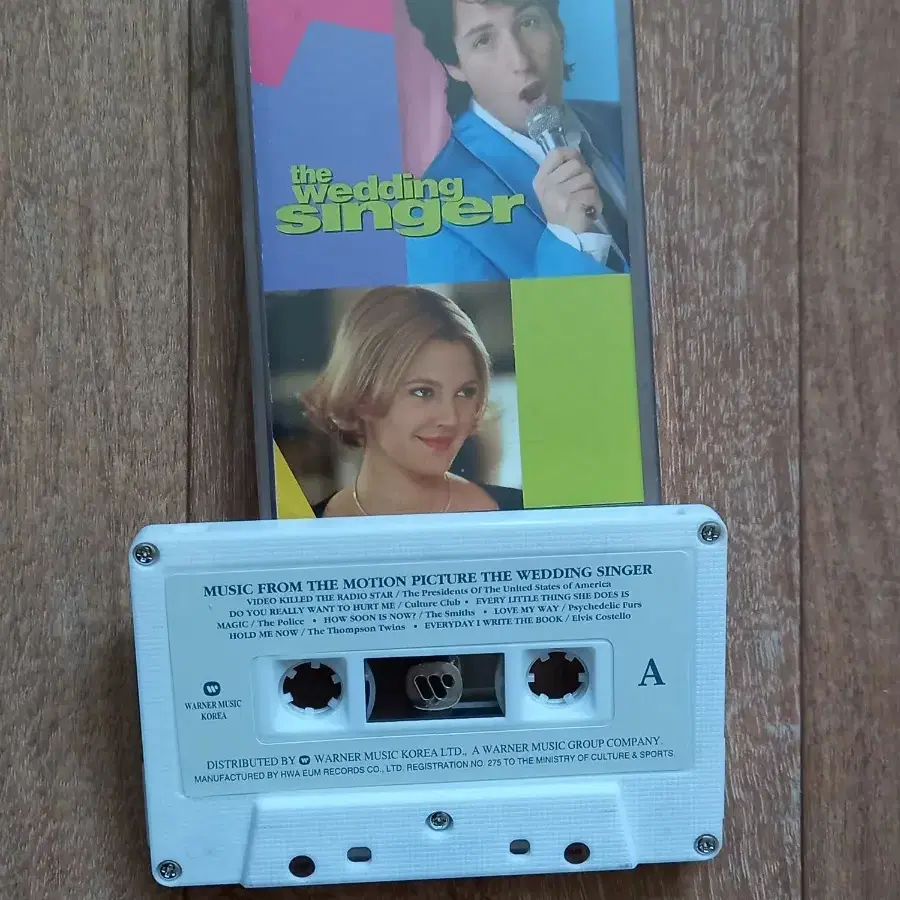 the
wedding
singer
MUSIC FROM THE MOTION PICTURE THE WEDDING SINGER
VIDEO KILLED THE RADIO STAR / The Presidents Of The United States of America
DO YOU REALLY WANT TO HURT ME / Culture Club • EVERY LITTLE THING SHE DOES IS
MAGIC / The Police • HOW SOON IS NOW? / The Smiths • LOVE MY WAY / Psychedelic Furs
HOLD ME NOW / The Thompson Twins • EVERYDAY I WRITE THE BOOK / Elvis Costello
WARNER MUSIC
KOREA
A
DISTRIBUTED BY WARNER MUSIC KOREA LTD., A WARNER MUSIC GROUP COMPANY.
MANUFACTURED BY HWA EUM RECORDS CO., LTD. REGISTRATION NO. 275 TO THE MINISTRY OF CULTURE & SPORTS.